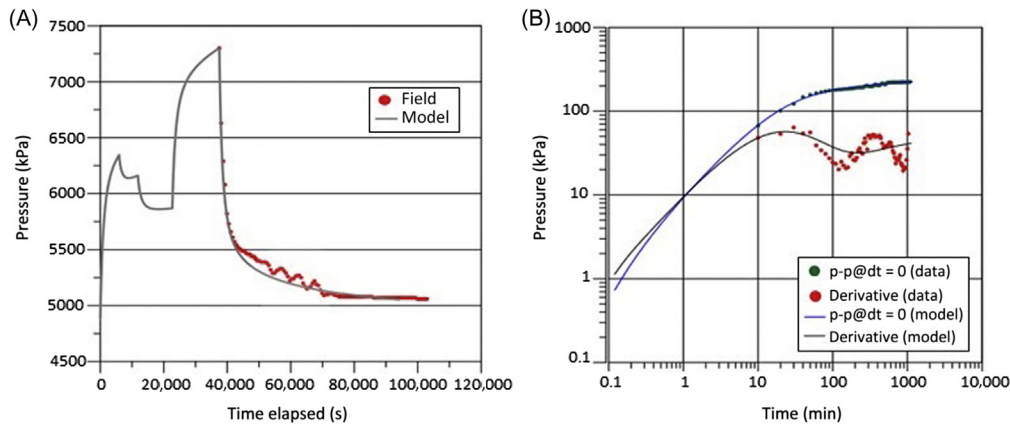 (A)
7500
7000
6500
6000
5500
5000
4500
Pressure (kPa)
0
20,000
40,000
60,000
80,000
100,000
120,000
Time elapsed (s)
Field
Model
(B)
1000
100
10
1
0.1
Pressure (kPa)
0.1
1
10
100
1000
10,000
Time (min)
p-p@dt = 0 (data)
Derivative (data)
p-p@dt = 0 (model)
Derivative (model)